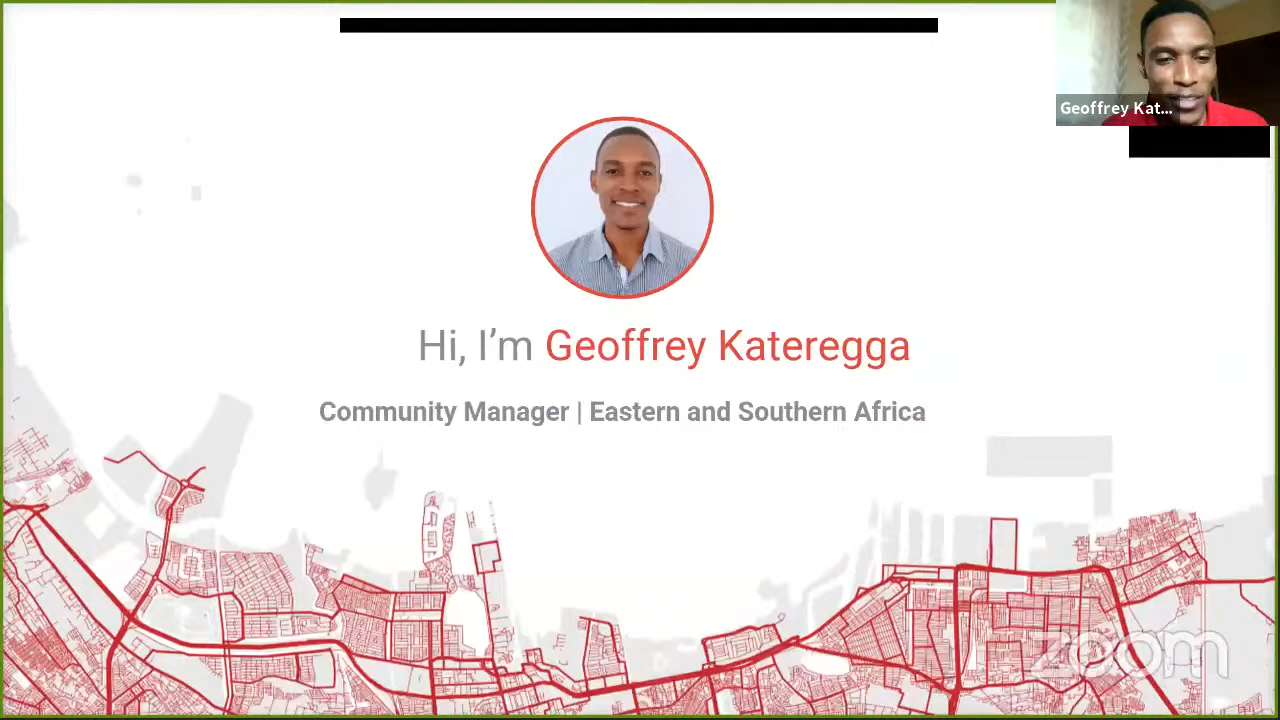 Geoffrey Kat...
Hi, I'm Geoffrey Kateregga
Community Manager | Eastern and Southern Africa
zoom